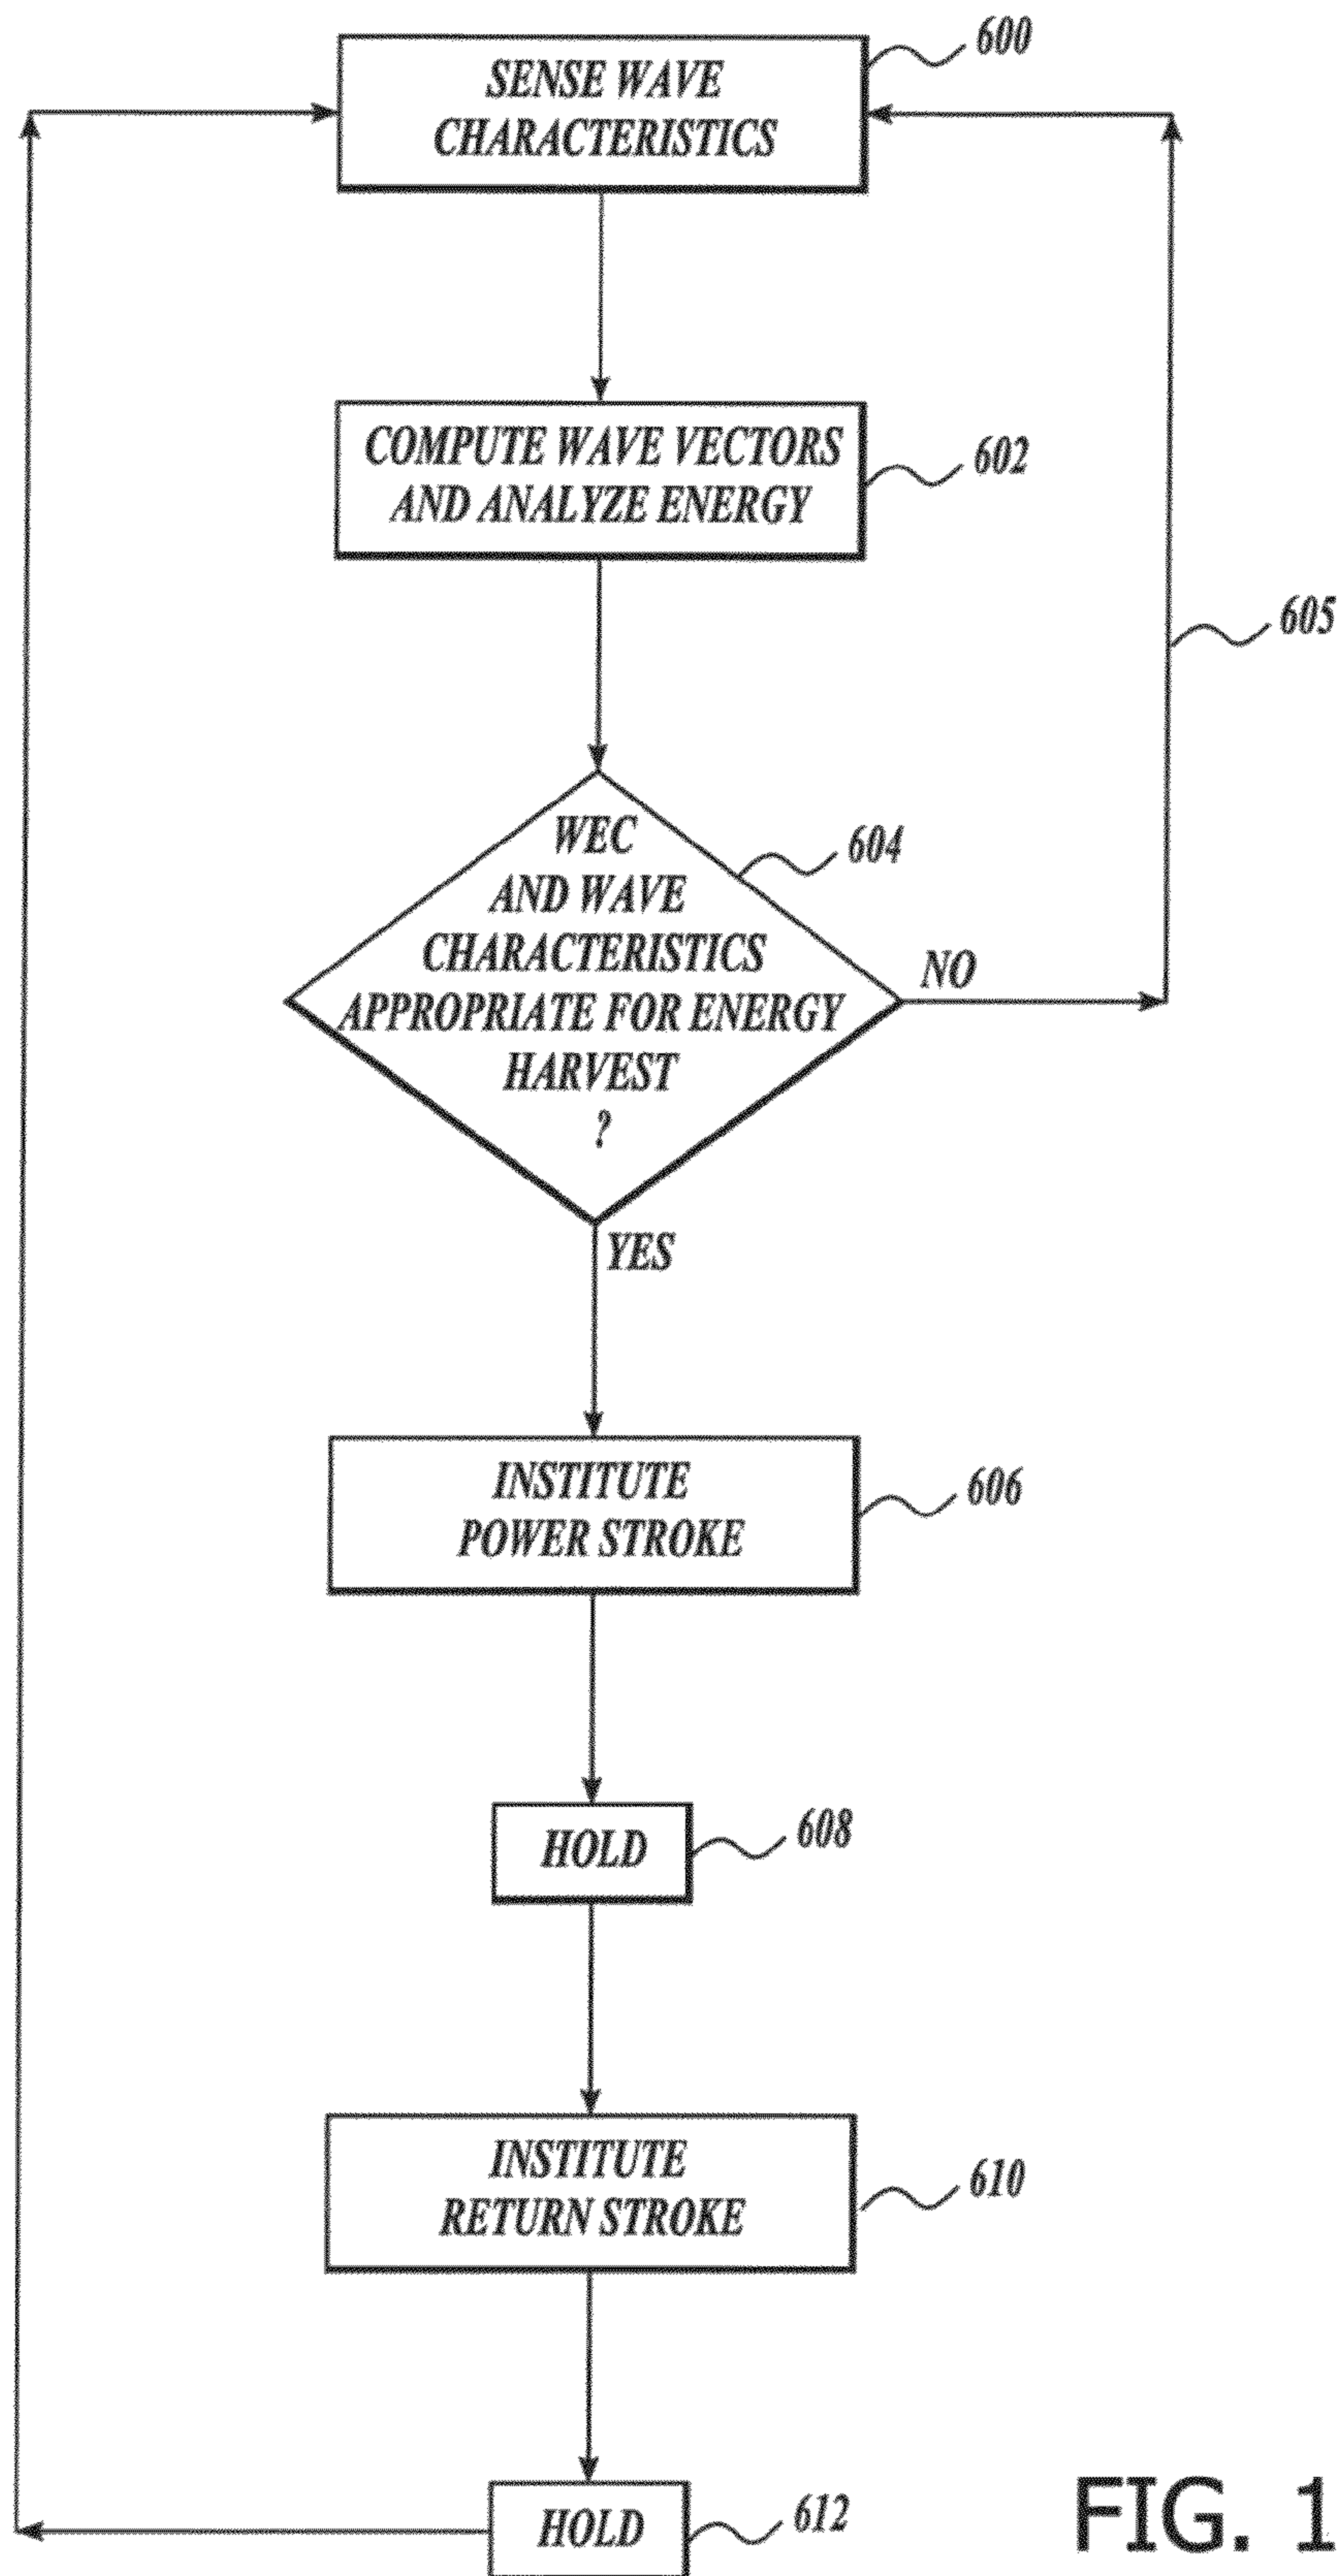 600
SENSE WAVE
CHARACTERISTICS
COMPUTE WAVE VECTORS
AND ANALYZE ENERGY
602
605
604
WEC
AND WAVE
CHARACTERISTICS
APPROPRIATE FOR ENERGY
HARVEST
?
NO
YES
INSTITUTE
POWER STROKE
606
HOLD
608
INSTITUTE
RETURN STROKE
610
HOLD
612
FIG. 1